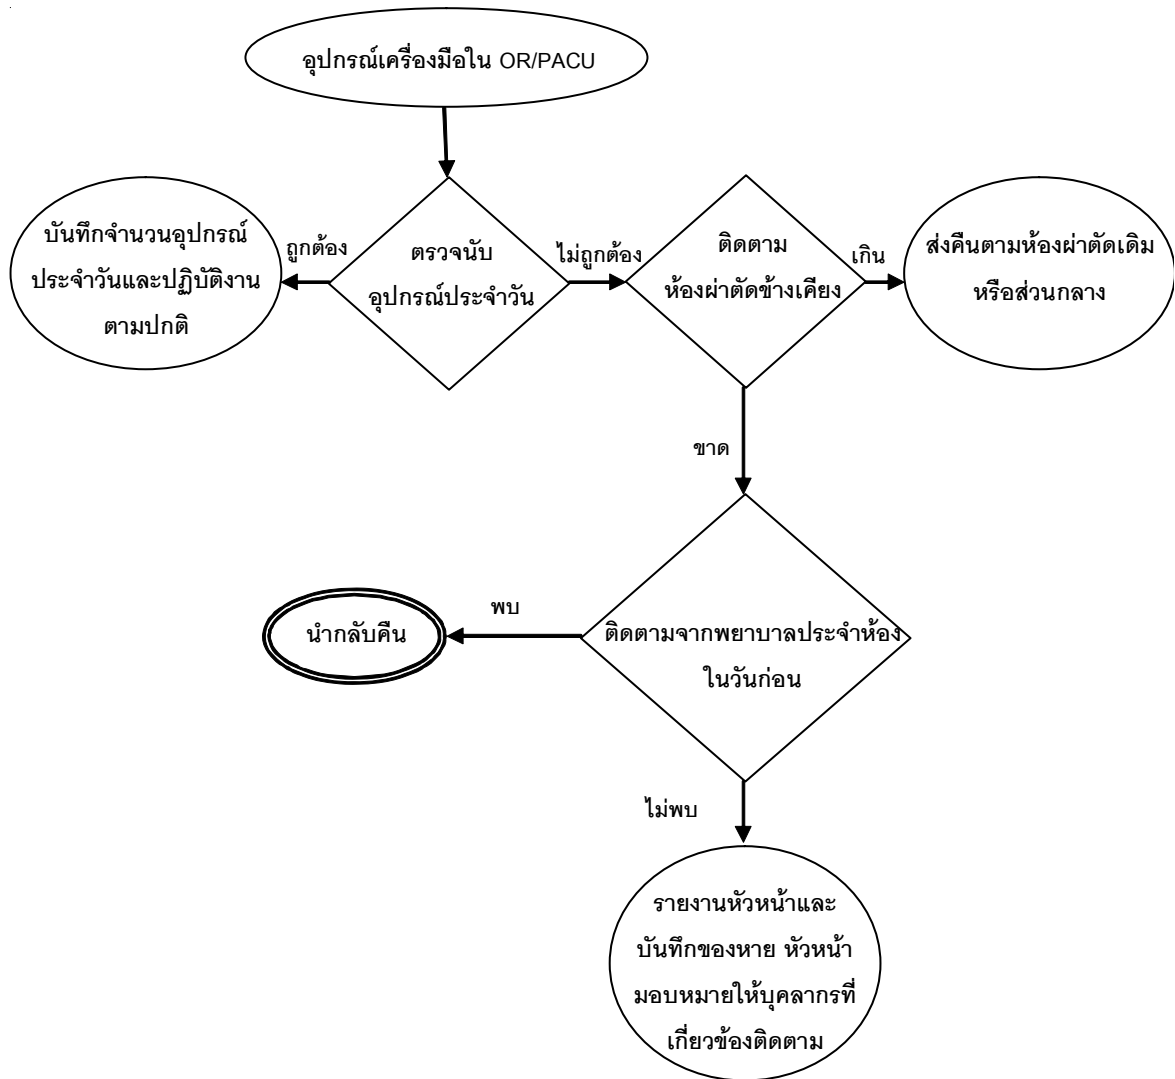 อุปกรณ์เครื่องมือใน OR/PACU
บันทึกจำนวนอุปกรณ์
ประจำวันและปฏิบัติงาน
ตามปกติ
ถูกต้อง
ตรวจนับ
อุปกรณ์ประจำวัน
ไม่ถูกต้อง
ติดตาม
ห้องผ่าตัดข้างเคียง
เกิน
ส่งคืนตามห้องผ่าตัดเดิม
หรือส่วนกลาง
ขาด
นำกลับคืน
พบ
ติดตามจากพยาบาลประจำห้อง
ในวันก่อน
ไม่พบ
รายงานหัวหน้าและ
บันทึกของหาย หัวหน้า
มอบหมายให้บุคลากรที่
เกี่ยวข้องติดตาม